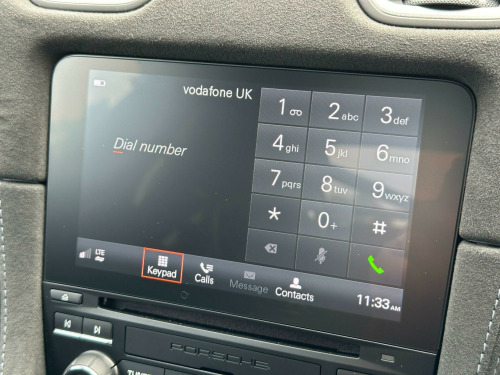 vodafone UK
Dial number
1 2 abc 3 def
4 ghi 5 jkl 6 mno
7 pqrs 8 tuv 9 wxyz
* 0 + #
LTE
Keypad Calls Message Contacts 11:33 AM
PORSCHE
TUNER